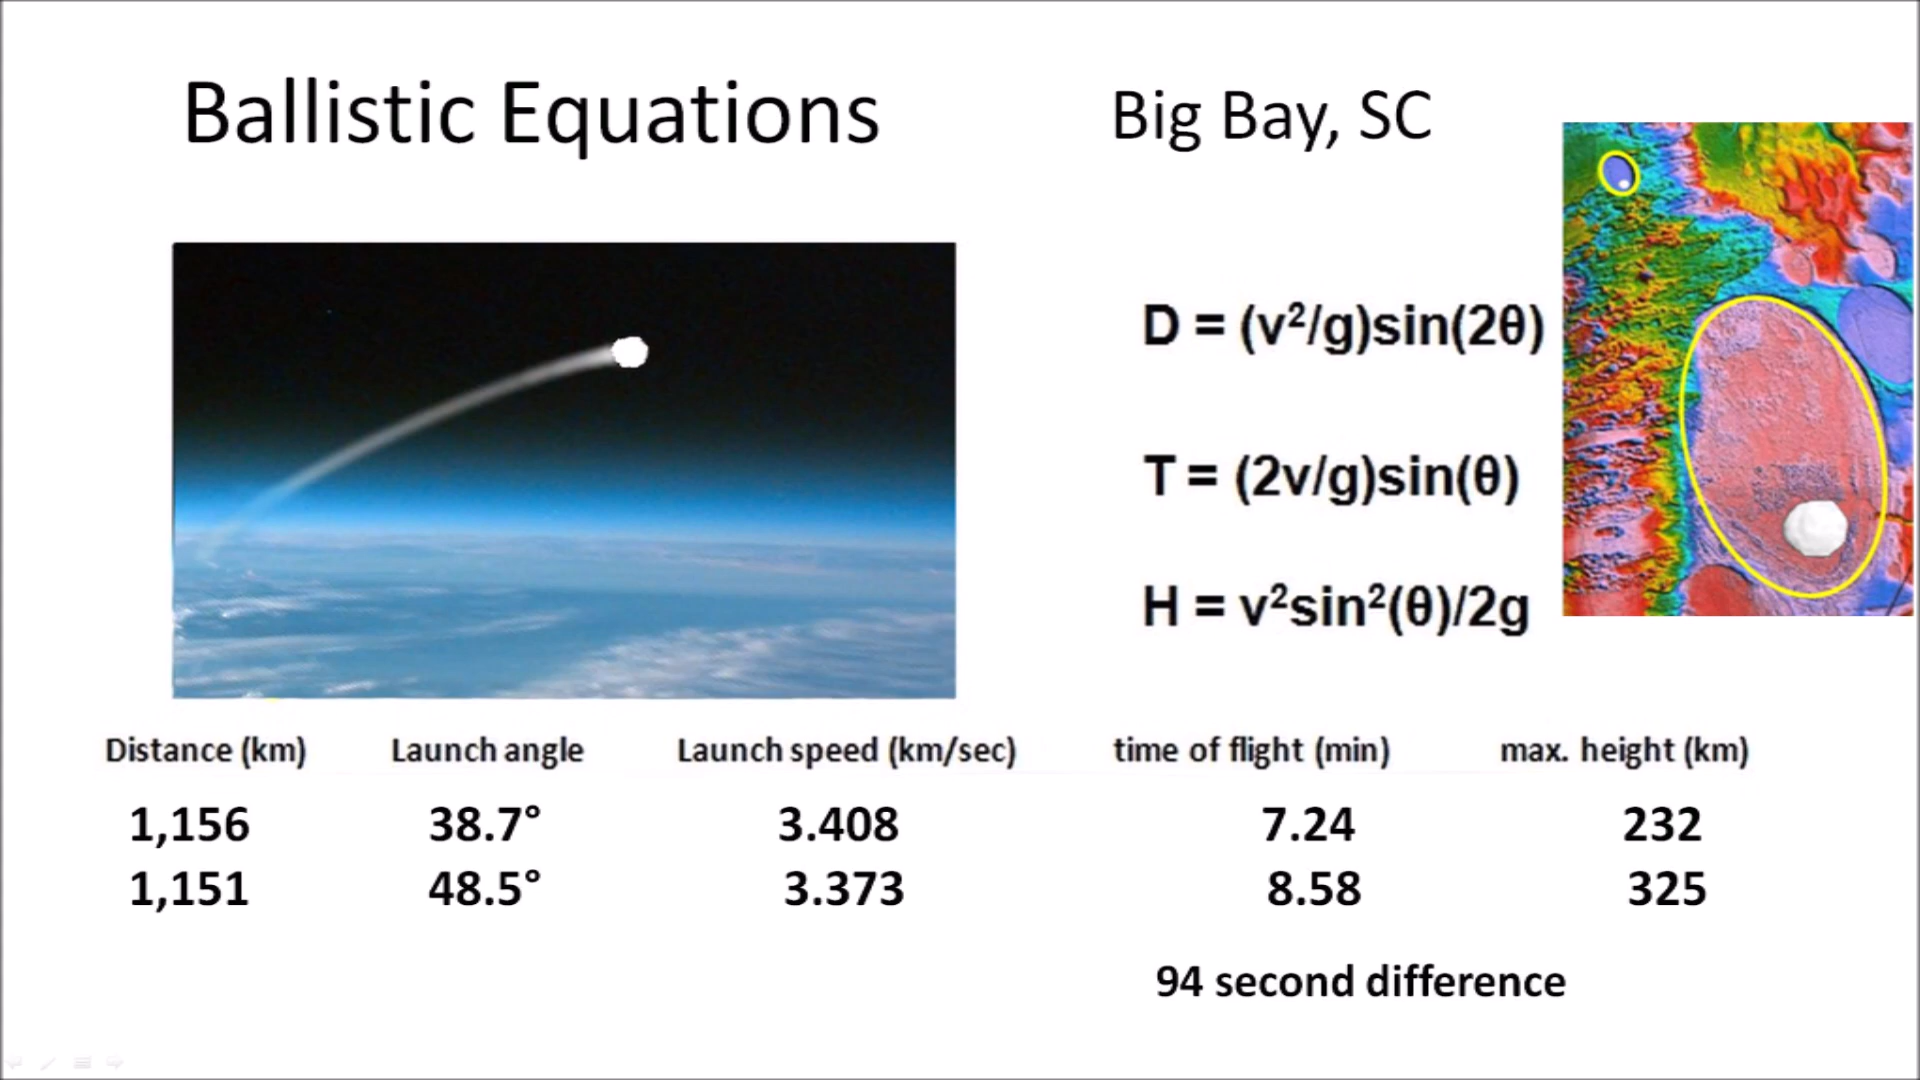 Ballistic Equations
Big Bay, SC
D = (v²/g)sin(2θ)
T = (2v/g)sin(θ)
H = v²sin²(θ)/2g
Distance (km) Launch angle Launch speed (km/sec) time of flight (min) max. height (km)
1,156 38.7° 3.408 7.24 232
1,151 48.5° 3.373 8.58 325
94 second difference